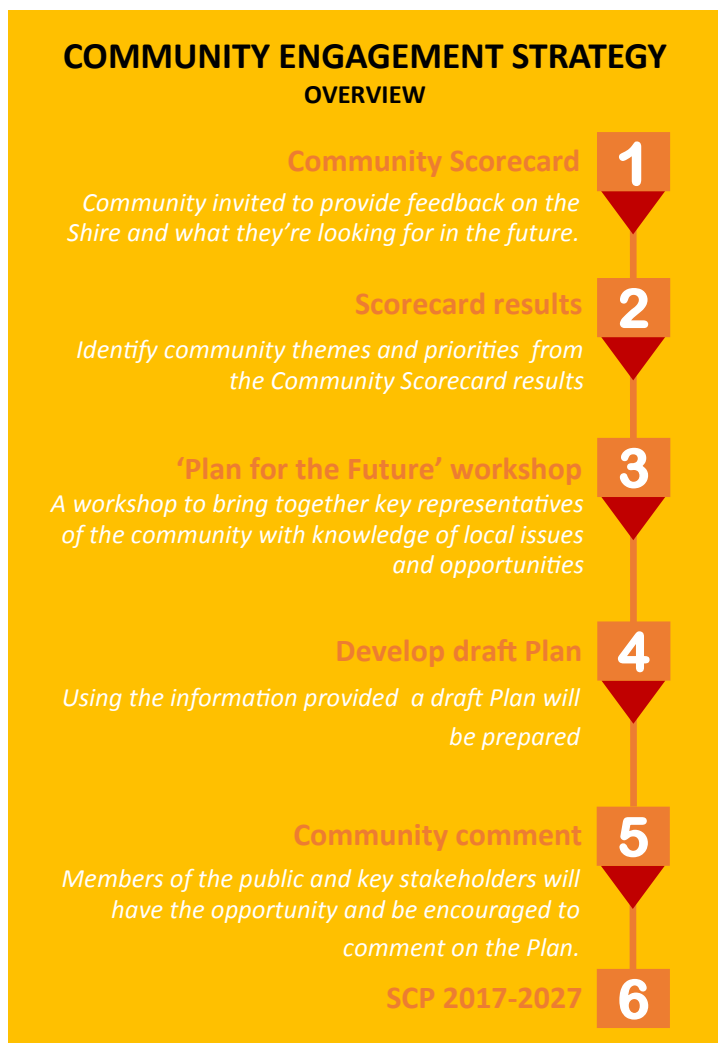 COMMUNITY ENGAGEMENT STRATEGY
OVERVIEW
Community Scorecard
1
Community invited to provide feedback on the
Shire and what they're looking for in the future.
Scorecard results
2
Identify community themes and priorities from
the Community Scorecard results
‘Plan for the Future’ workshop
3
A workshop to bring together key representatives
of the community with knowledge of local issues
and opportunities
Develop draft Plan
4
Using the information provided a draft Plan will
be prepared
Community comment
5
Members of the public and key stakeholders will
have the opportunity and be encouraged to
comment on the Plan.
SCP 2017-2027
6